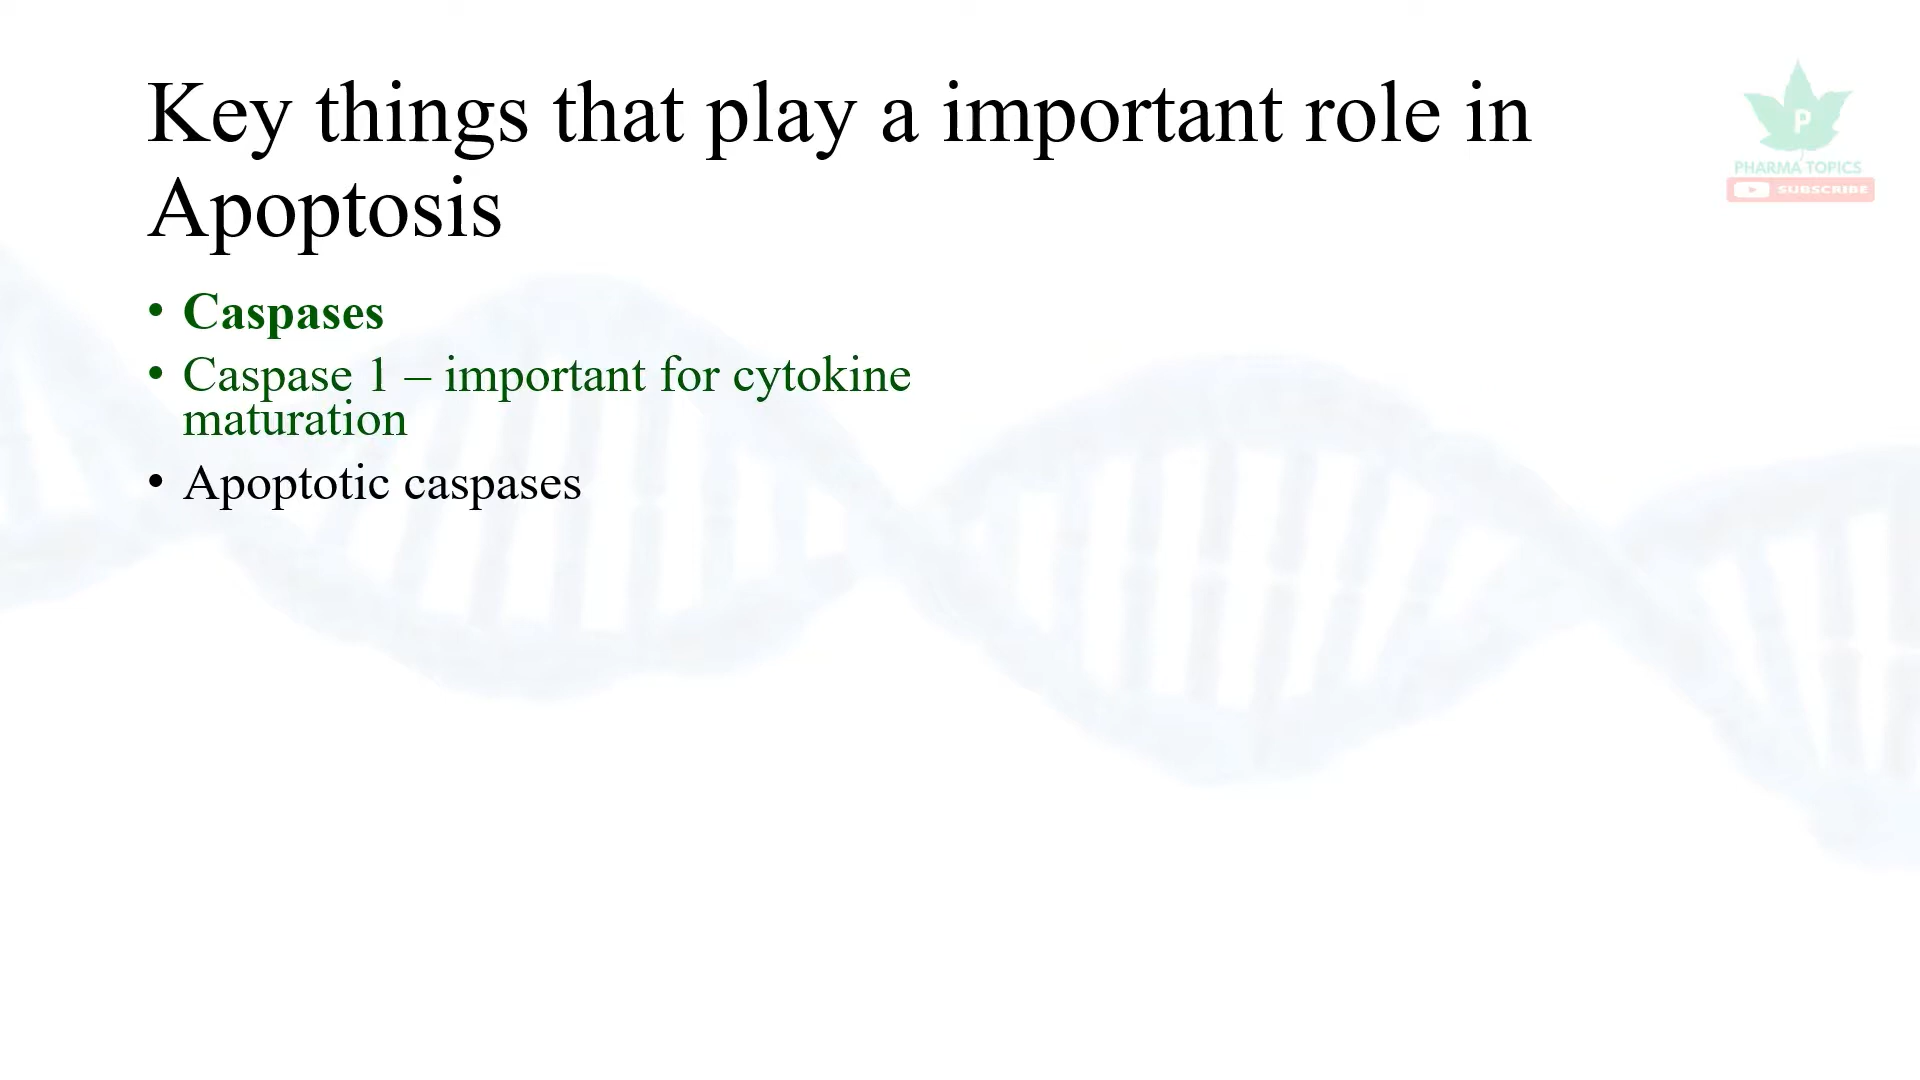 Key things that play a important role in
Apoptosis
P
PHARMA TOPICS
SUBSCRIBE
• Caspases
• Caspase 1 – important for cytokine
maturation
• Apoptotic caspases